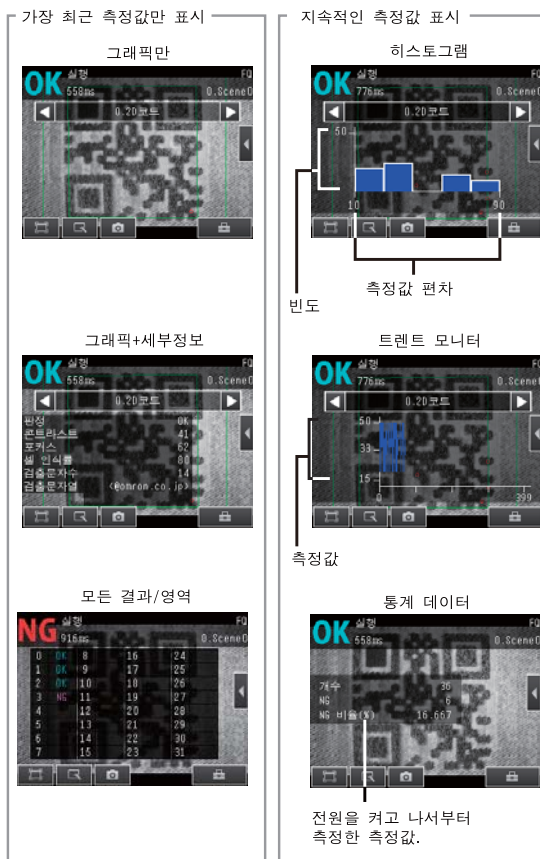 가장 최근 측정값만 표시
그래픽만
OK 실행 FQ
558ms 0.Scene0
0.2D코드
그래픽+세부정보
OK 실행 FQ
558ms 0.Scene0
0.2D코트
판정 OK
콘트라스트 41
포커스 62
셀 인식률 80
검출문자수 14
검출문자열 <@omron.co.jp>
모든 결과/영역
NG 실행 FQ
916ms 0.Scene0
0 OK 8 16 24
1 OK 9 17 25
2 OK 10 18 26
3 NG 11 19 27
4 12 20 28
5 13 21 29
6 14 22 30
7 15 23 31
지속적인 측정값 표시
히스토그램
OK 실행 FQ
776ms 0.Scene0
0.2D코트
50
10 90
측정값 편차
빈도
트렌트 모니터
OK 실행 FQ
776ms 0.Scene0
0.2D코트
50
33
15
0 399
측정값
통계 데이터
OK 실행 FQ
558ms 0.Scene0
개수 36
NG 6
NG 비율(%) 16.667
전원을 켜고 나서부터
측정한 측정값.